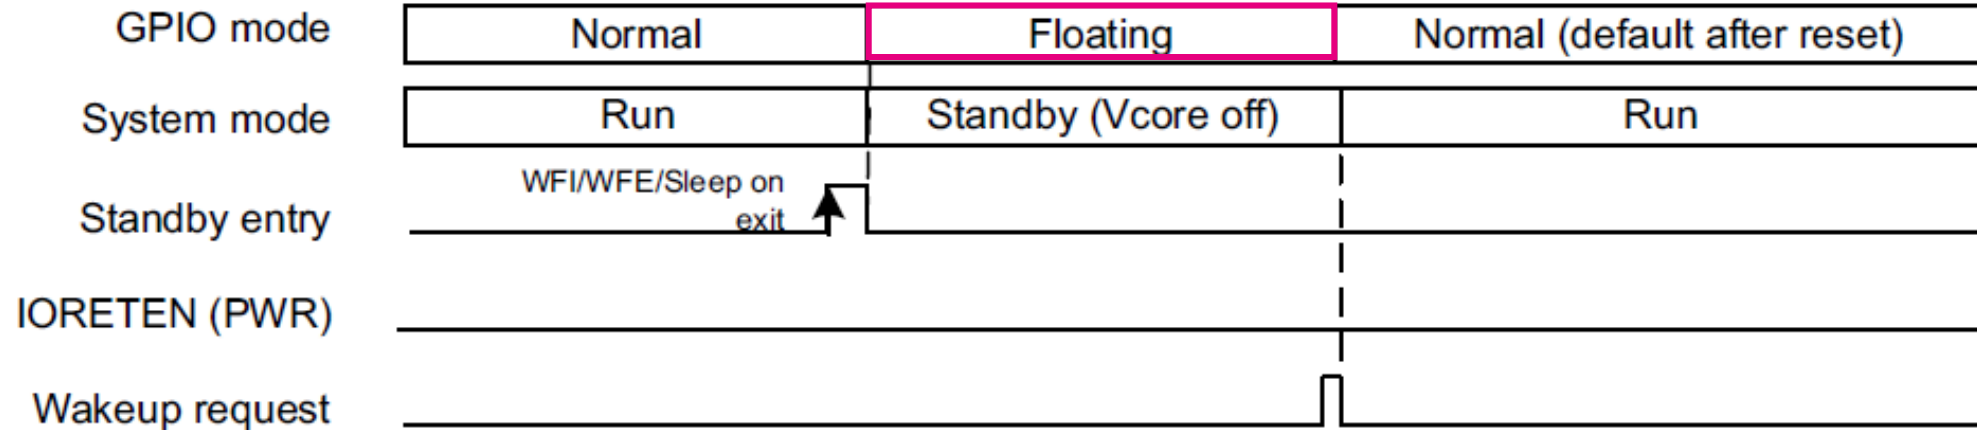 GPIO mode Normal Floating Normal (default after reset)
System mode Run Standby (Vcore off) Run
WFI/WFE/Sleep on
Standby entry exit
IORETEN (PWR)
Wakeup request